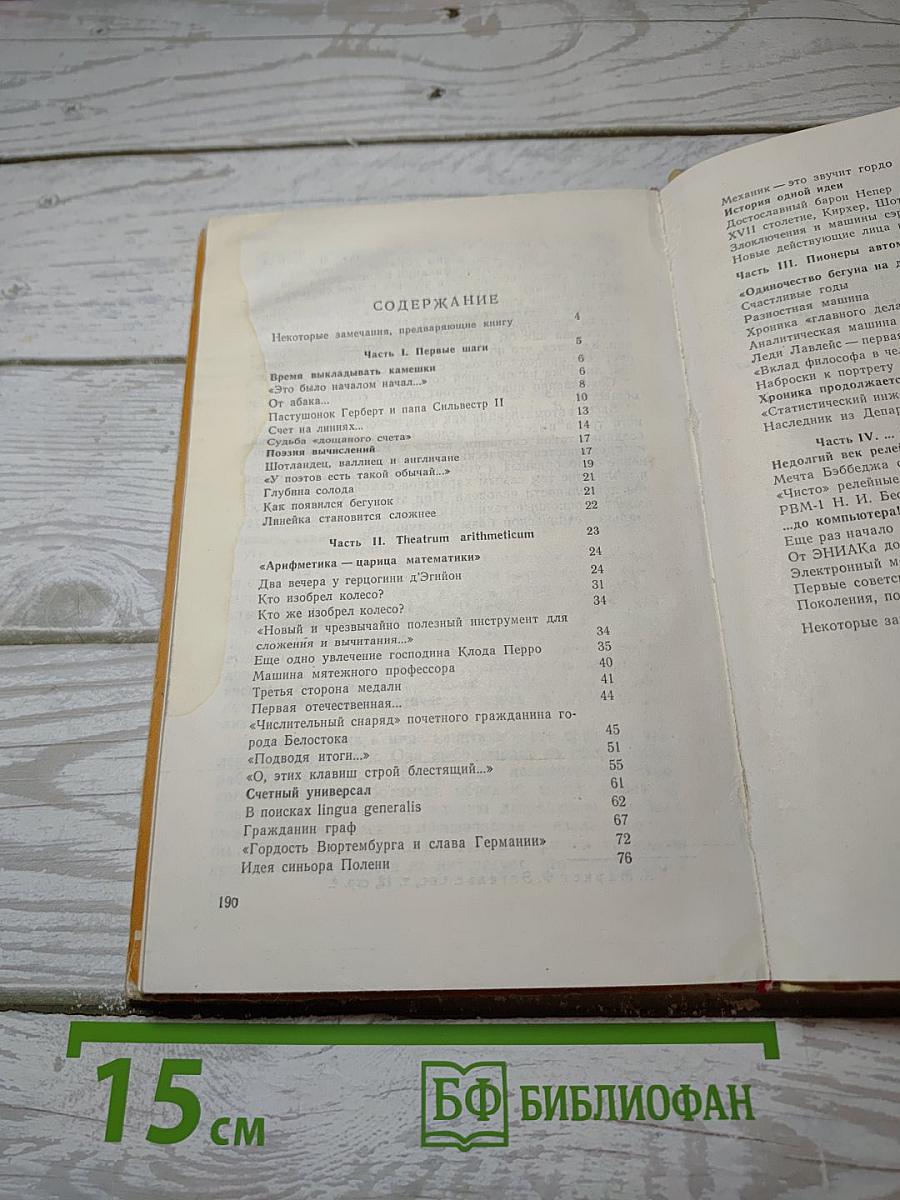 СОДЕРЖАНИЕ
Некоторые замечания, предваряющие книгу 4
Часть I. Первые шаги 5
Время выкладывать камешки 6
«Это было началом начал...» 6
От абака... 8
Пастушонок Герберт и папа Сильвестр II 10
Счет на линиях... 13
Судьба «дощаного счета» 14
Поэзия вычислений 17
Шотландец, валлиец и англичане 17
«У поэтов есть такой обычай...» 19
Глубина солода 21
Как появился бегунок 21
Линейка становится сложнее 22
Часть II. Theatrum arithmeticum 23
«Арифметика — царица математики» 24
Два вечера у герцогини д'Эгийон 24
Кто изобрел колесо? 31
Кто же изобрел колесо? 34
«Новый и чрезвычайно полезный инструмент для
сложения и вычитания...» 34
Еще одно увлечение господина Клода Перро 35
Машина мятежного профессора 40
Третья сторона медали 41
Первая отечественная... 44
«Числительный снаряд» почетного гражданина го-
рода Белостока 45
«Подводя итоги...» 51
«О, этих клавиш строй блестящий...» 55
Счетный универсал 61
В поисках lingua generalis 62
Гражданин граф 67
«Гордость Вюртембурга и слава Германии» 72
Идея синьора Полени 76
190
Механик — это звучит гордо
История одной идеи
Достославный барон Непер
XVII столетие, Кирхер, Шот
Злоключения и машины сэр
Новые действующие лица
Часть III. Пионеры автом
«Одиночество бегуна на д
Счастливые годы
Разностная машина
Хроника «главного дела
Аналитическая машина
Леди Лавлейс — первая
«Вклад философа в че
Наброски к портрету
Хроника продолжается
«Статистический инж
Наследник из Депар
Часть IV. ...
Недолгий век релей
Мечта Бэббеджа с
«Чисто» релейные
РВМ-1 Н. И. Бес
...до компьютера!
Еще раз начало
От ЭНИАКа до
Электронный м
Первые советс
Поколения, по
Некоторые за
15 см
БФ БИБЛИОФАН